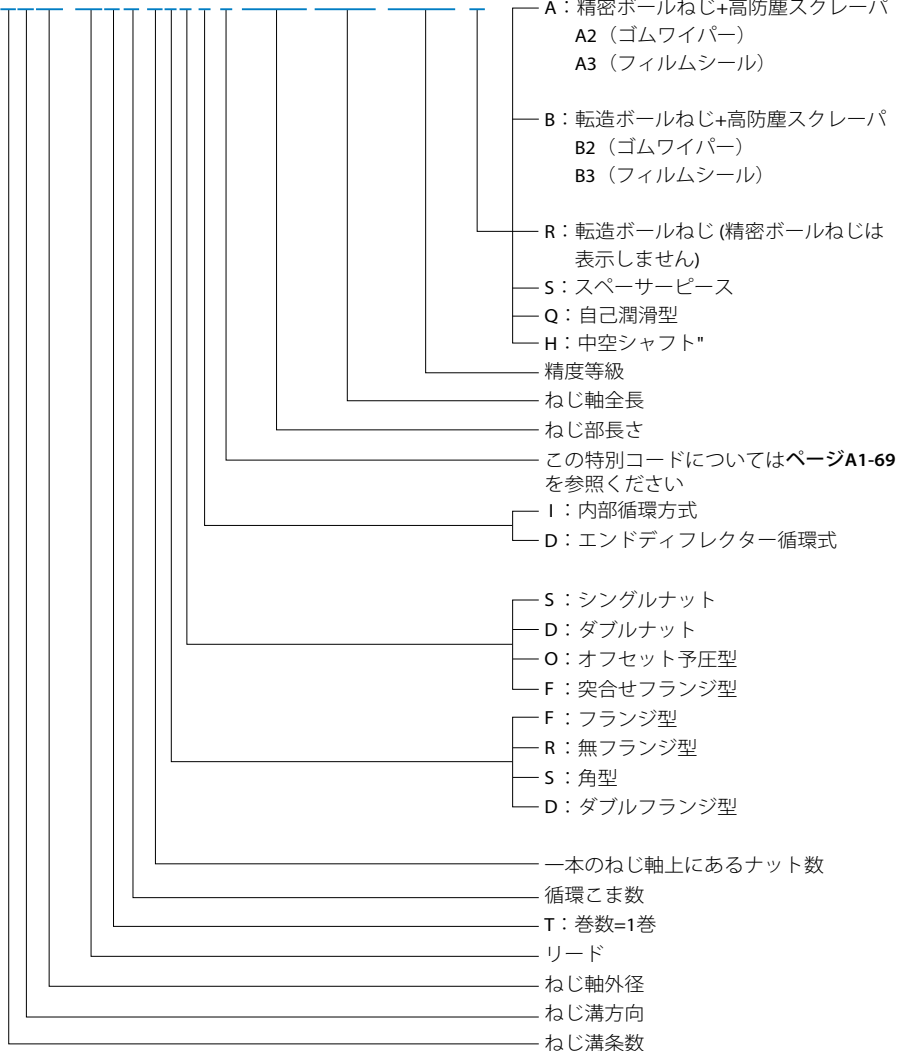 A：精密ボールねじ+高防塵スクレーパ
A2（ゴムワイパー）
A3（フィルムシール）
B：転造ボールねじ+高防塵スクレーパ
B2（ゴムワイパー）
B3（フィルムシール）
R：転造ボールねじ (精密ボールねじは
表示しません)
S：スペーサーピース
Q：自己潤滑型
H：中空シャフト"
精度等級
ねじ軸全長
ねじ部長さ
この特別コードについてはページA1-69
を参照ください
I：内部循環方式
D：エンドディフレクター循環式
S：シングルナット
D：ダブルナット
O：オフセット予圧型
F：突合せフランジ型
F：フランジ型
R：無フランジ型
S：角型
D：ダブルフランジ型
一本のねじ軸上にあるナット数
循環こま数
T：巻数=1巻
リード
ねじ軸外径
ねじ溝方向
ねじ溝条数